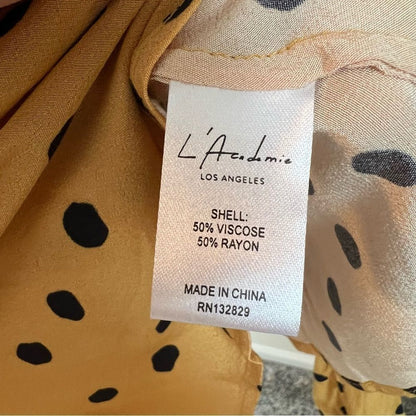 L'Academie
LOS ANGELES
SHELL:
50% VISCOSE
50% RAYON
MADE IN CHINA
RN132829